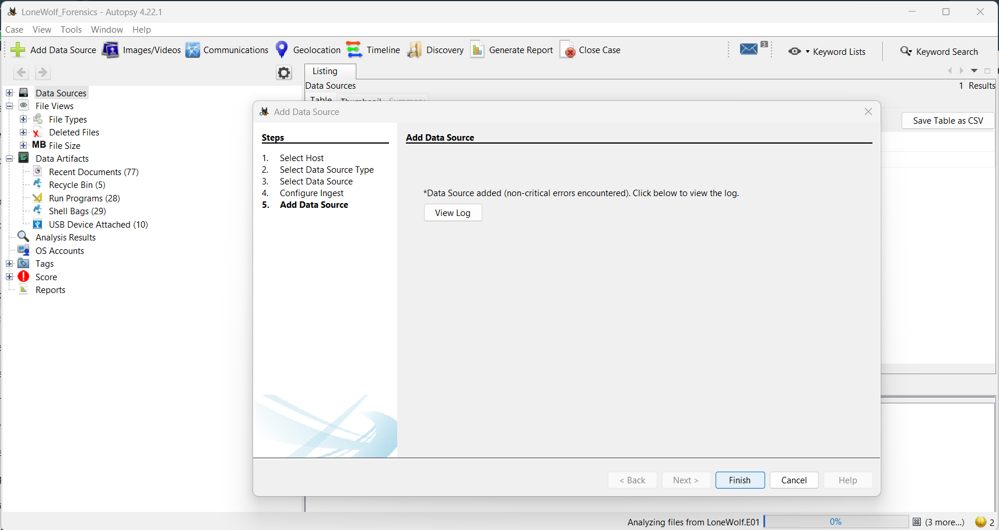 LoneWolf_Forensics - Autopsy 4.22.1
Case View Tools Window Help
Add Data Source Images/Videos Communications Geolocation Timeline Discovery Generate Report Close Case 3 Keyword Lists Keyword Search
Listing
Data Sources
1 Results
Table Thumbnail Summary
Save Table as CSV
Data Sources
File Views
File Types
Deleted Files
MB File Size
Data Artifacts
Recent Documents (77)
Recycle Bin (5)
Run Programs (28)
Shell Bags (29)
USB Device Attached (10)
Analysis Results
OS Accounts
Tags
Score
Reports
Add Data Source
Steps
1. Select Host
2. Select Data Source Type
3. Select Data Source
4. Configure Ingest
5. Add Data Source
Add Data Source
*Data Source added (non-critical errors encountered). Click below to view the log.
View Log
< Back Next > Finish Cancel Help
Analyzing files from LoneWolf.E01 0% (3 more...) 2